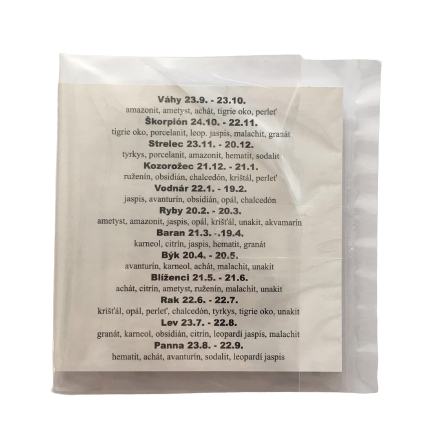 Váhy 23.9. - 23.10.
amazonit, ametyst, achát, tigrie oko, perleť
Škorpión 24.10. - 22.11.
tigrie oko, porcelanit, leop. jaspis, malachit, granát
Strelec 23.11. - 20.12.
tyrkys, porcelanit, amazonit, hematit, sodalit
Kozorožec 21.12. - 21.1.
ruženín, obsidián, chalcedón, krištál, perleť
Vodnár 22.1. - 19.2.
jaspis, avanturín, obsidián, opál, chalcedón
Ryby 20.2. - 20.3.
ametyst, amazonit, jaspis, opál, krištáľ, unakit, akvamarín
Baran 21.3. -.19.4.
karneol, citrín, jaspis, hematit, granát
Býk 20.4. - 20.5.
avanturín, karneol, achát, malachit, unakit
Blíženci 21.5. - 21.6.
achát, citrín, ametyst, ruženín, malachit, unakit
Rak 22.6. - 22.7.
krišťál, opál, perleť, chalcedón, tyrkys, tigrie oko, unakit
Lev 23.7. - 22.8.
granát, karneol, obsidián, citrín, leopardí jaspis, malachit
Panna 23.8. - 22.9.
hematit, achát, avanturín, sodalit, leopardí jaspis